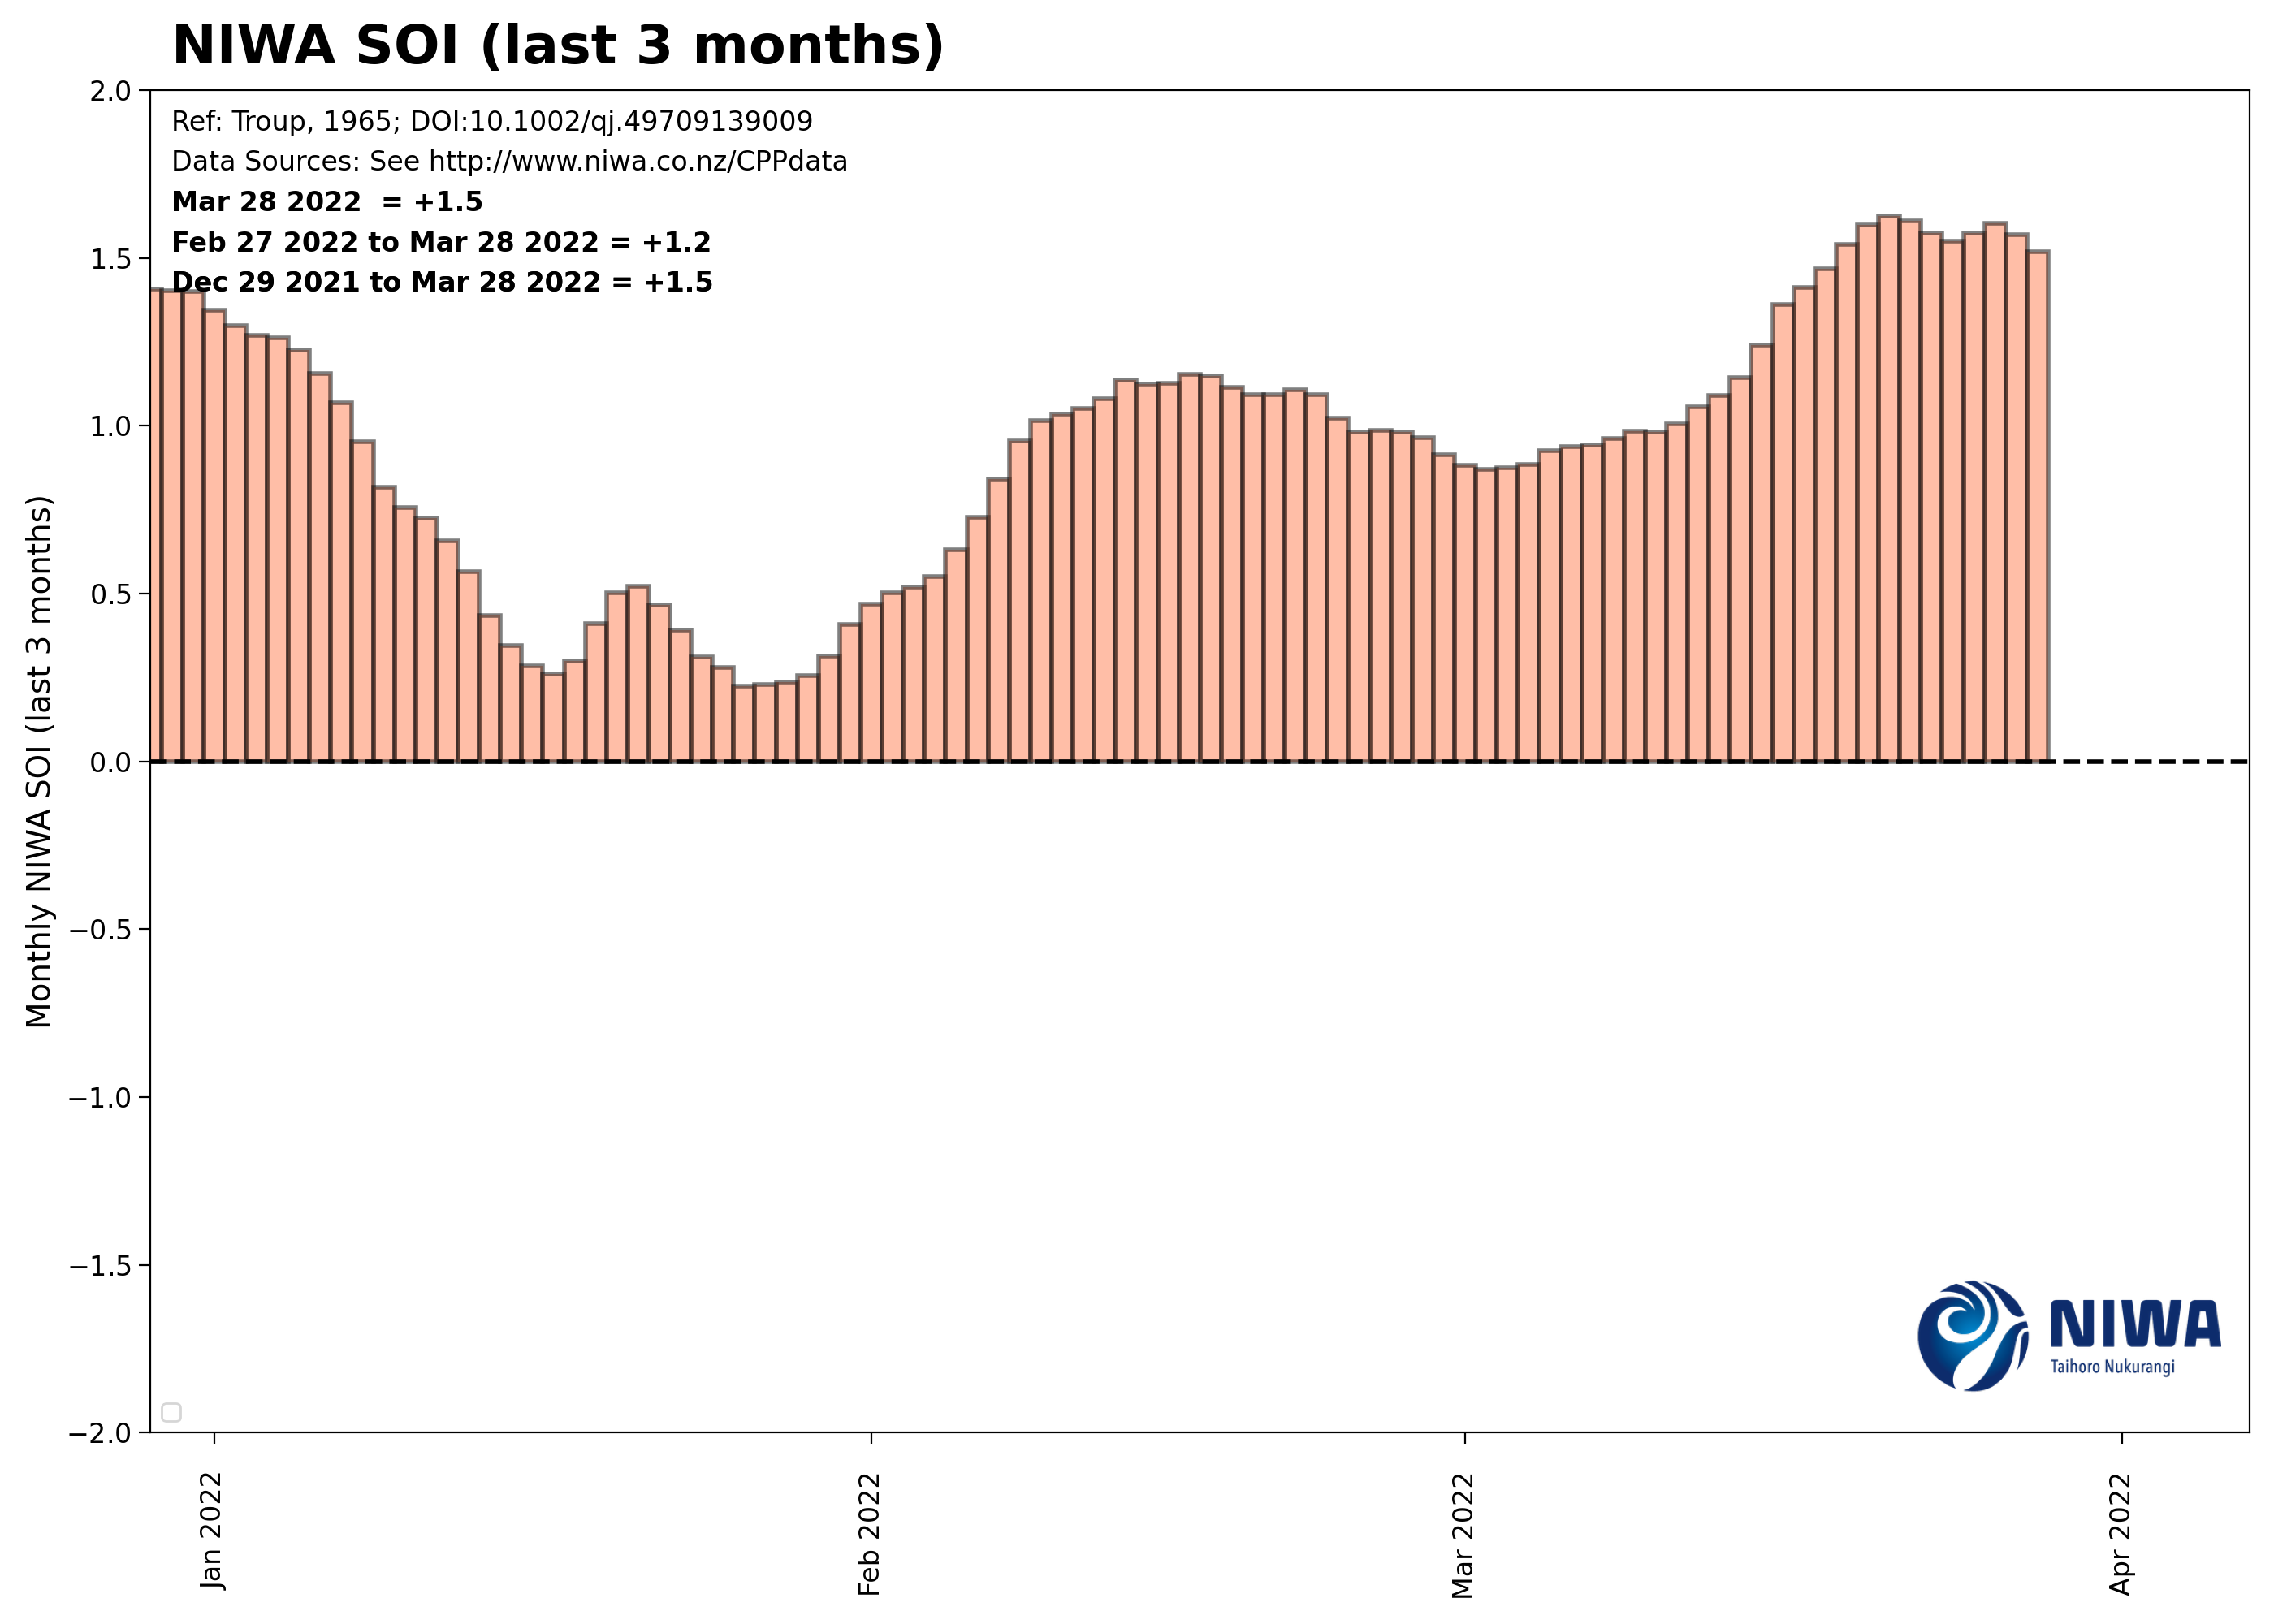 NIWA SOI (last 3 months)
Ref: Troup, 1965; DOI:10.1002/qj.49709139009
Data Sources: See http://www.niwa.co.nz/CPPdata
Mar 28 2022  = +1.5
Feb 27 2022 to Mar 28 2022 = +1.2
Dec 29 2021 to Mar 28 2022 = +1.5
Monthly NIWA SOI (last 3 months)
2.0
1.5
1.0
0.5
0.0
−0.5
−1.0
−1.5
−2.0
NIWA
Taihoro Nukurangi
Jan 2022
Feb 2022
Mar 2022
Apr 2022